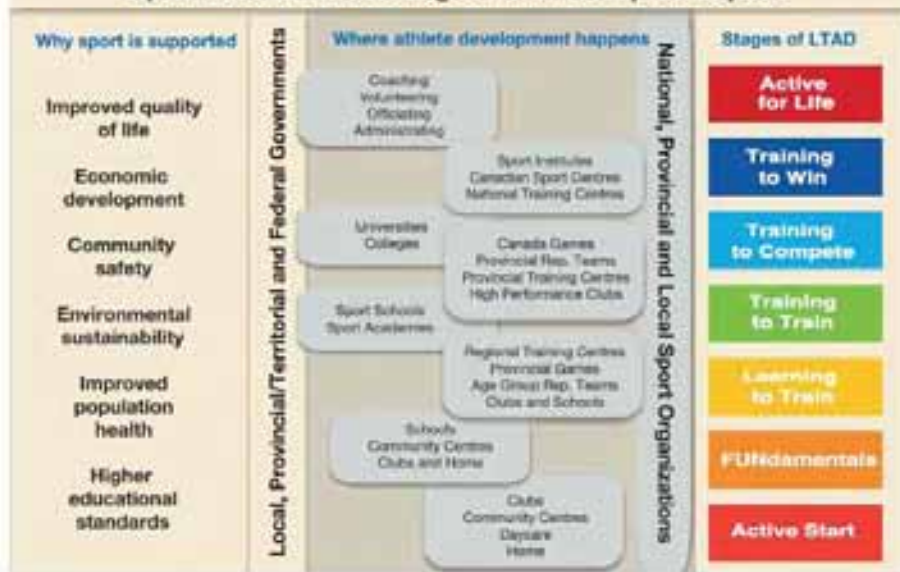 Why sport is supported
Improved quality
of life
Economic
development
Community
safety
Environmental
sustainability
Improved
population
health
Higher
educational
standards
Local, Provincial/Territorial and Federal Governments
Where athlete development happens
Coaching
Volunteering
Officiating
Administrating
Sport Institutes
Canadian Sport Centres
National Training Centres
Universities
Colleges
Canada Games
Provincial Rep. Teams
Provincial Training Centres
High Performance Clubs
Sport Schools
Sport Academies
Regional Training Centres
Provincial Games
Age Group Rep. Teams
Clubs and Schools
Schools
Community Centres
Clubs and Home
Clubs
Community Centres
Daycare
Home
National, Provincial and Local Sport Organizations
Stages of LTAD
Active
for Life
Training
to Win
Training
to Compete
Training
to Train
Learning
to Train
FUNdamentals
Active Start